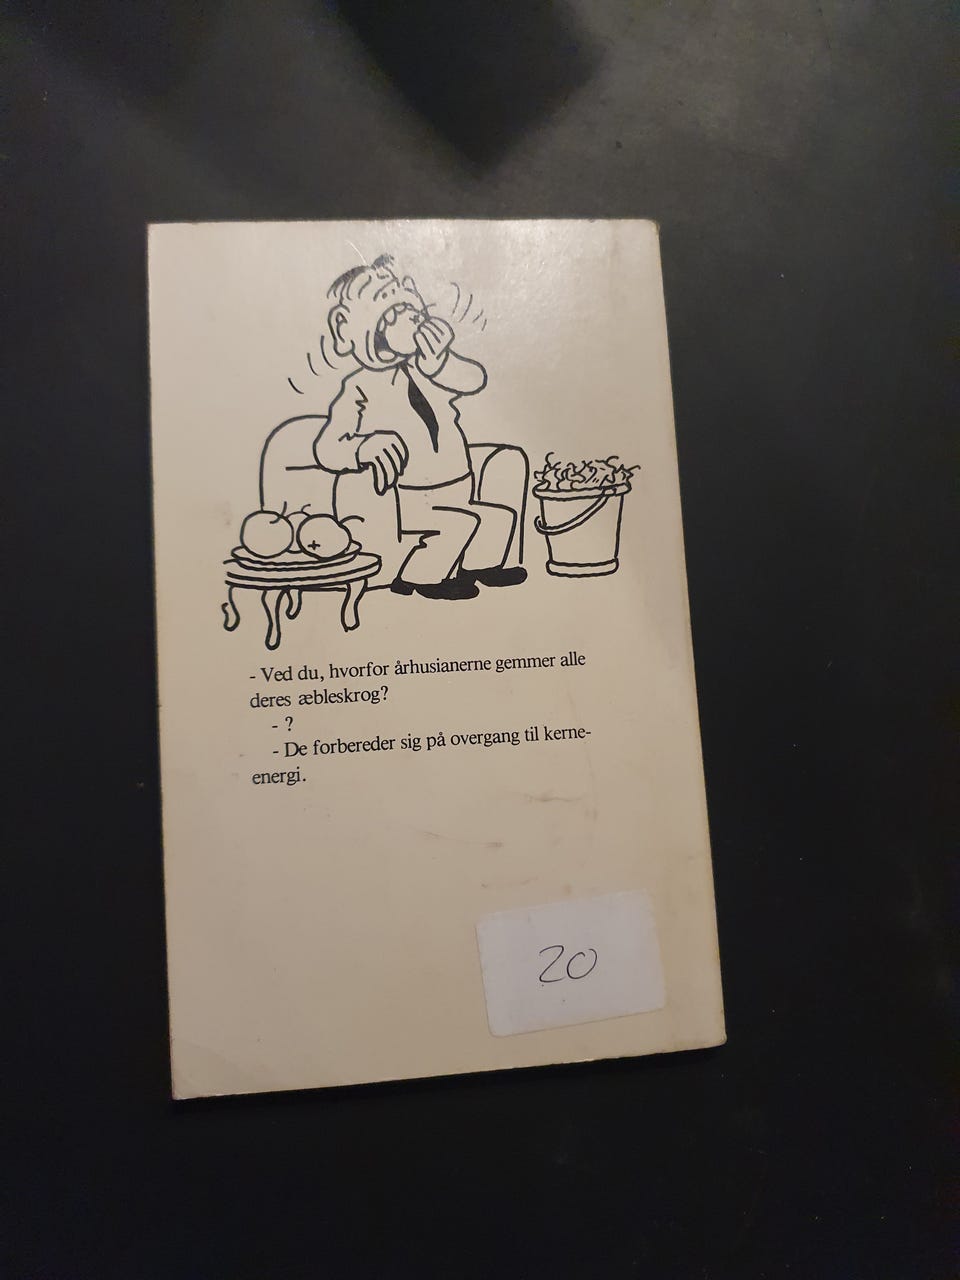 - Ved du, hvorfor århusianerne gemmer alle
deres æbleskrog?
- ?
- De forbereder sig på overgang til kerne-
energi.
20